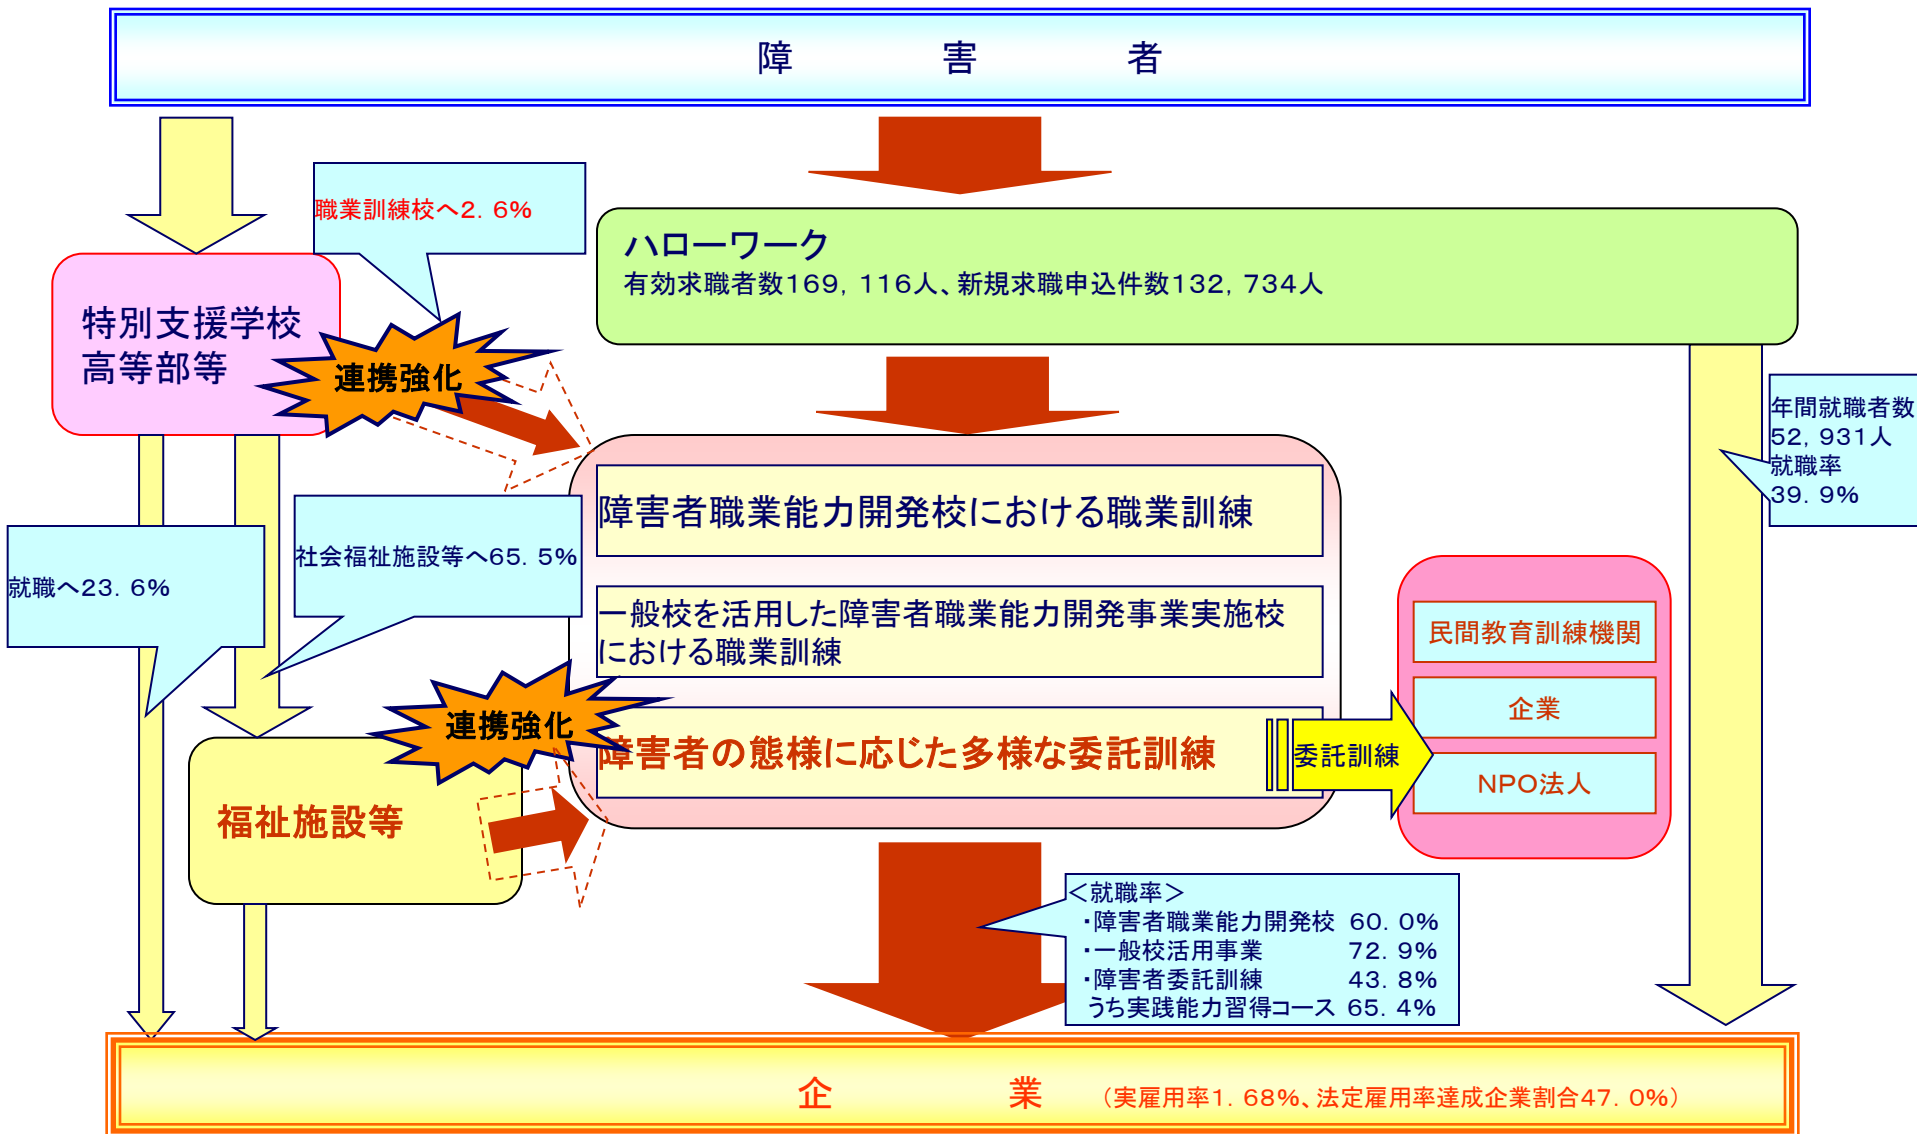 障　害　者
職業訓練校へ2．6%
ハローワーク
有効求職者数169，116人、新規求職申込件数132，734人
特別支援学校
高等部等
連携強化
年間就職者数
52，931人
就職率
39．9%
障害者職業能力開発校における職業訓練
社会福祉施設等へ65．5%
就職へ23．6%
一般校を活用した障害者職業能力開発事業実施校
における職業訓練
民間教育訓練機関
企業
NPO法人
連携強化
障害者の態様に応じた多様な委託訓練
委託訓練
福祉施設等
＜就職率＞
・障害者職業能力開発校 60．0%
・一般校活用事業 72．9%
・障害者委託訓練 43．8%
うち実践能力習得コース 65．4%
企　業　（実雇用率1．68%、法定雇用率達成企業割合47．0%）